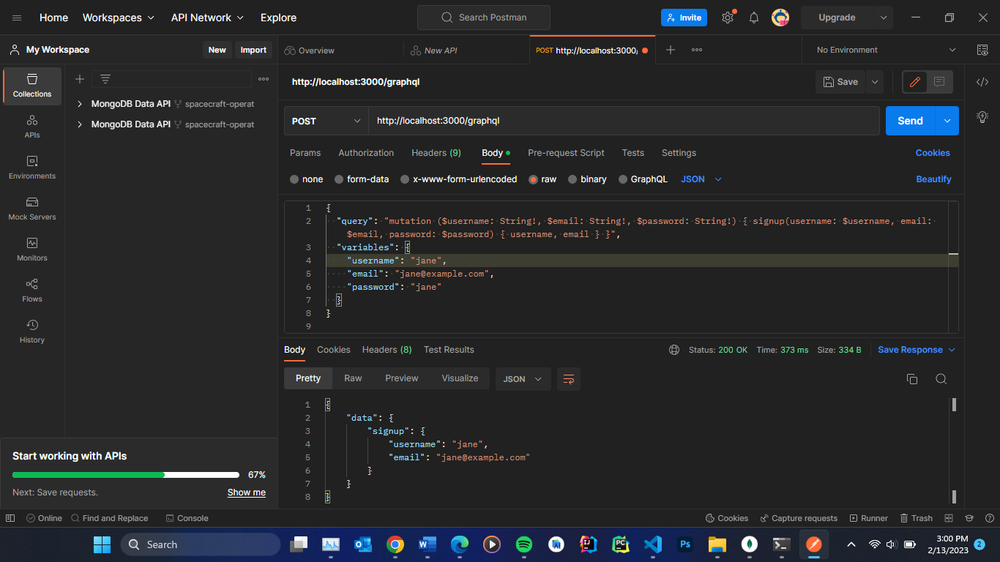 Home Workspaces API Network Explore Search Postman Invite Upgrade
My Workspace New Import Overview New API POST http://localhost:3000/ No Environment
http://localhost:3000/graphql Save
Collections
MongoDB Data API spacecraft-operat
MongoDB Data API spacecraft-operat
APIs
Environments
Mock Servers
Monitors
Flows
History
POST http://localhost:3000/graphql Send
Params Authorization Headers (9) Body Pre-request Script Tests Settings Cookies
none form-data x-www-form-urlencoded raw binary GraphQL JSON Beautify
1 {
2 "query": "mutation ($username: String!, $email: String!, $password: String!) { signup(username: $username, email:
$email, password: $password) { username, email } }",
3 "variables": {
4 "username": "jane",
5 "email": "jane@example.com",
6 "password": "jane"
7 }
8 }
9
Body Cookies Headers (8) Test Results Status: 200 OK Time: 373 ms Size: 334 B Save Response
Pretty Raw Preview Visualize JSON
1 {
2 "data": {
3 "signup": {
4 "username": "jane",
5 "email": "jane@example.com"
6 }
7 }
8 }
Start working with APIs
67%
Next: Save requests. Show me
Online Find and Replace Console Cookies Capture requests Runner Trash
Search
IJ
PC
Ps
3:00 PM
2/13/2023 2